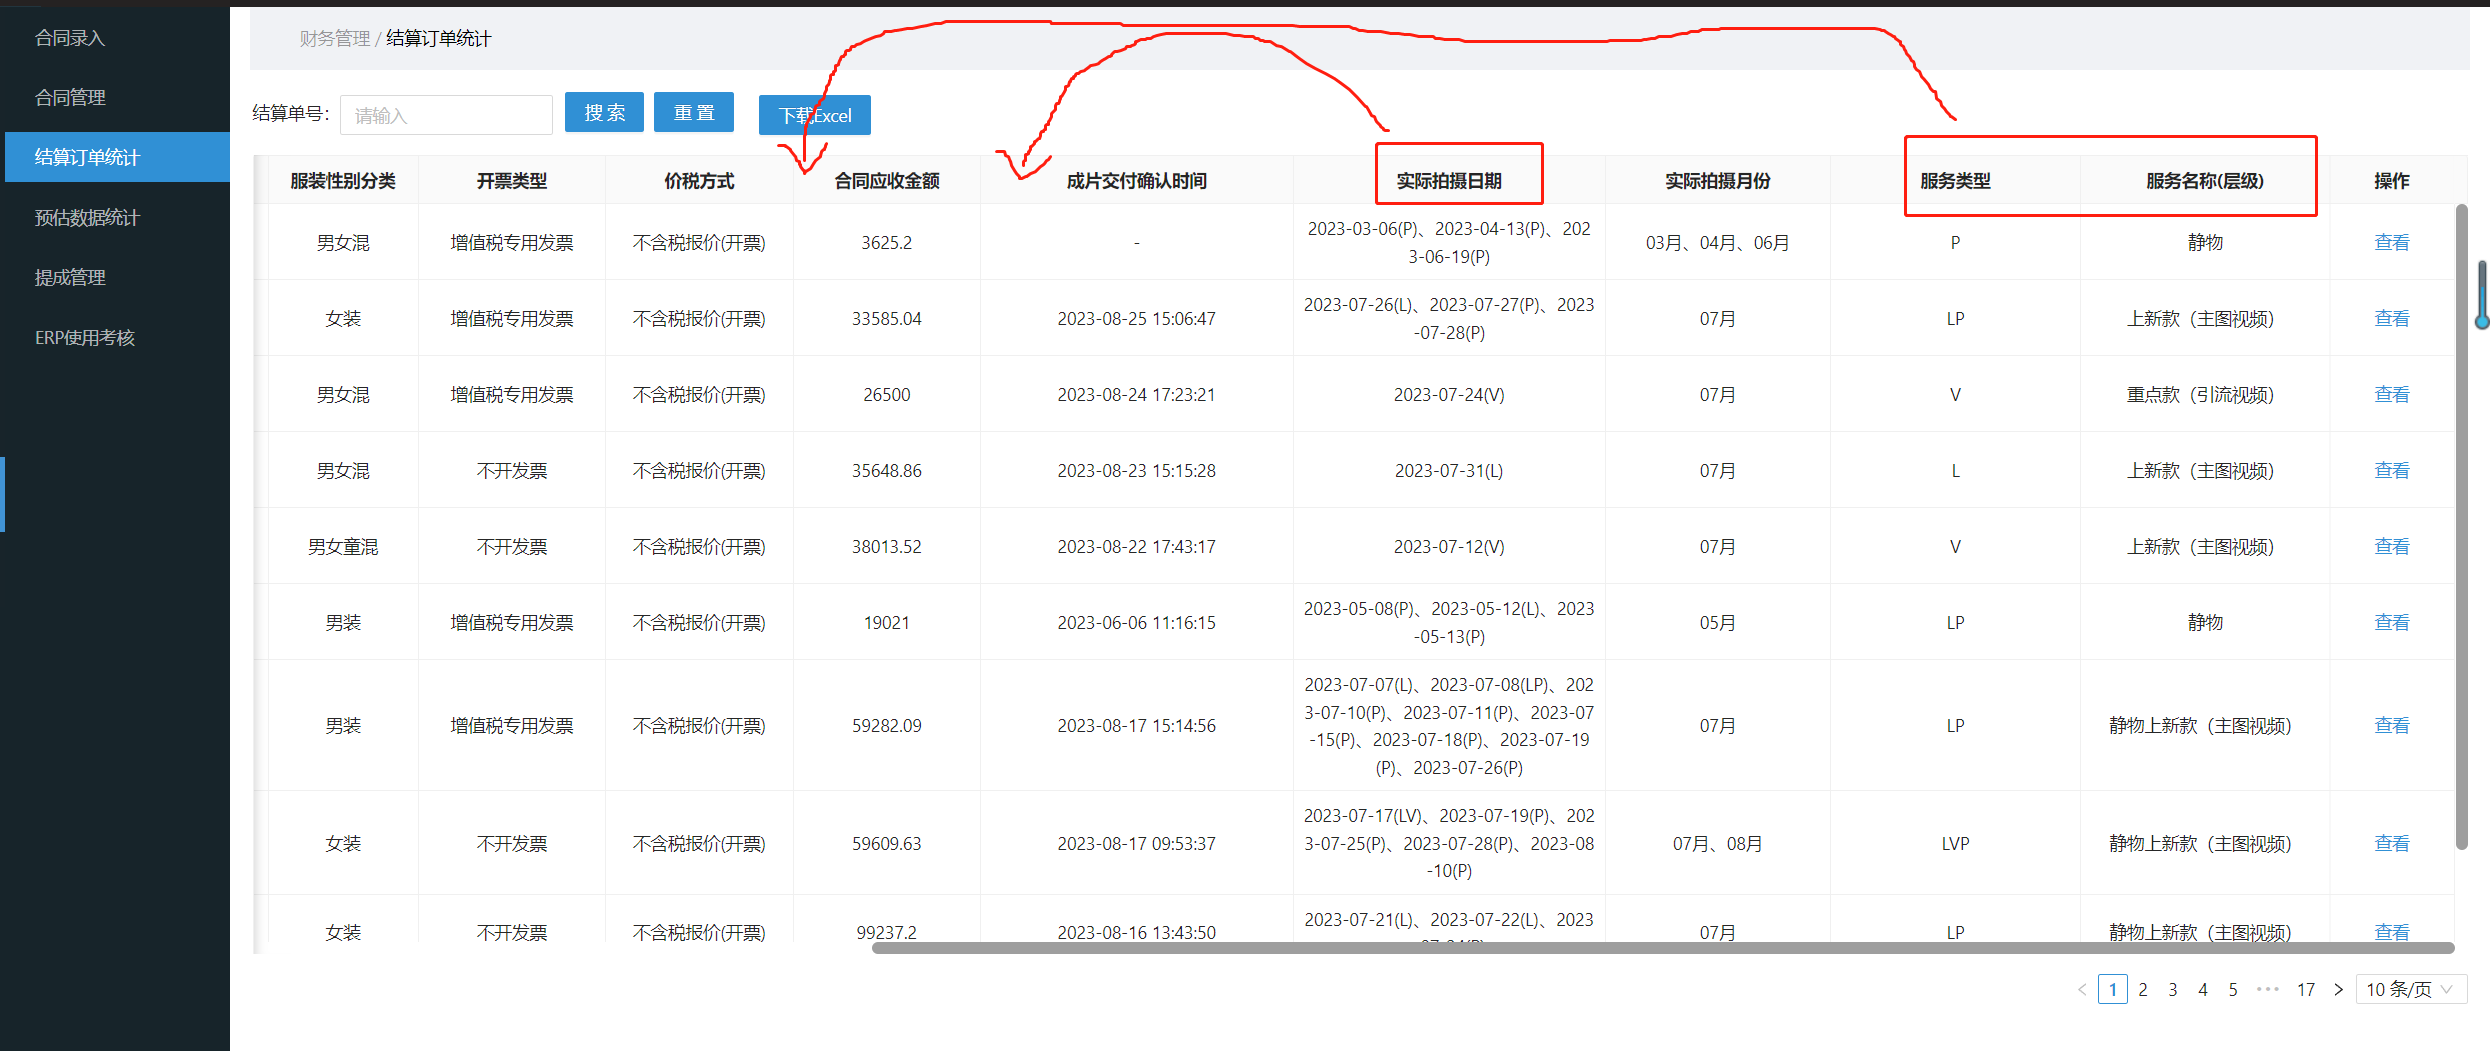 合同录入
合同管理
结算订单统计
预估数据统计
提成管理
ERP使用考核
财务管理 / 结算订单统计
结算单号： 请输入 搜 索 重 置 下载Excel
服装性别分类 开票类型 价税方式 合同应收金额 成片交付确认时间 实际拍摄日期 实际拍摄月份 服务类型 服务名称(层级) 操作
男女混 增值税专用发票 不含税报价(开票) 3625.2 - 2023-03-06(P)、2023-04-13(P)、202
3-06-19(P) 03月、04月、06月 P 静物 查看
女装 增值税专用发票 不含税报价(开票) 33585.04 2023-08-25 15:06:47 2023-07-26(L)、2023-07-27(P)、2023
-07-28(P) 07月 LP 上新款（主图视频） 查看
男女混 增值税专用发票 不含税报价(开票) 26500 2023-08-24 17:23:21 2023-07-24(V) 07月 V 重点款（引流视频） 查看
男女混 不开发票 不含税报价(开票) 35648.86 2023-08-23 15:15:28 2023-07-31(L) 07月 L 上新款（主图视频） 查看
男女童混 不开发票 不含税报价(开票) 38013.52 2023-08-22 17:43:17 2023-07-12(V) 07月 V 上新款（主图视频） 查看
男装 增值税专用发票 不含税报价(开票) 19021 2023-06-06 11:16:15 2023-05-08(P)、2023-05-12(L)、2023
-05-13(P) 05月 LP 静物 查看
男装 增值税专用发票 不含税报价(开票) 59282.09 2023-08-17 15:14:56 2023-07-07(L)、2023-07-08(LP)、202
3-07-10(P)、2023-07-11(P)、2023-07
-15(P)、2023-07-18(P)、2023-07-19
(P)、2023-07-26(P) 07月 LP 静物上新款（主图视频） 查看
女装 不开发票 不含税报价(开票) 59609.63 2023-08-17 09:53:37 2023-07-17(LV)、2023-07-19(P)、202
3-07-25(P)、2023-07-28(P)、2023-08
-10(P) 07月、08月 LVP 静物上新款（主图视频） 查看
女装 不开发票 不含税报价(开票) 99237.2 2023-08-16 13:43:50 2023-07-21(L)、2023-07-22(L)、2023
07月 LP 静物上新款（主图视频） 查看
1 2 3 4 5 ••• 17 10 条/页